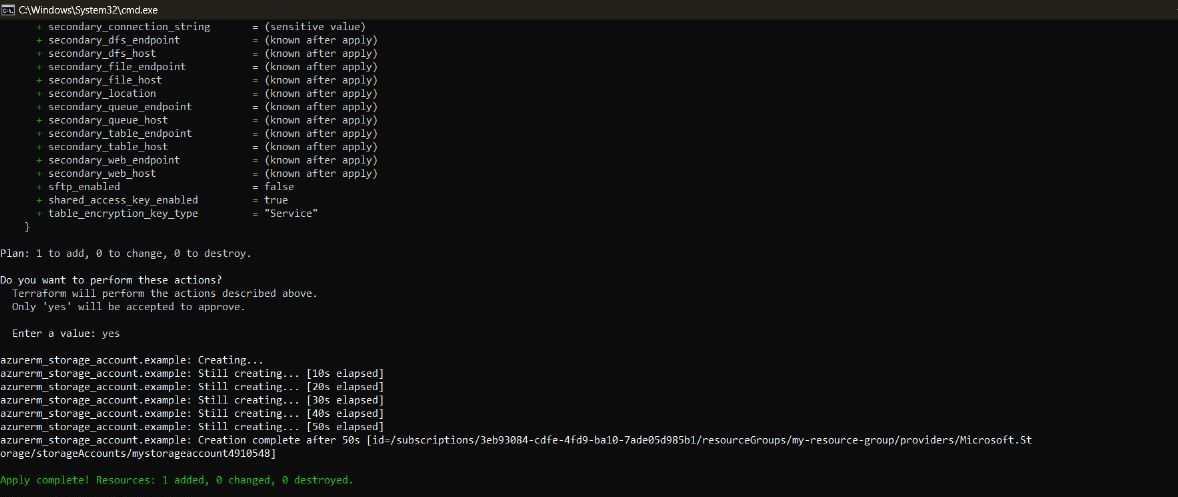 C:\Windows\System32\cmd.exe
+ secondary_connection_string = (sensitive value)
+ secondary_dfs_endpoint = (known after apply)
+ secondary_dfs_host = (known after apply)
+ secondary_file_endpoint = (known after apply)
+ secondary_file_host = (known after apply)
+ secondary_location = (known after apply)
+ secondary_queue_endpoint = (known after apply)
+ secondary_queue_host = (known after apply)
+ secondary_table_endpoint = (known after apply)
+ secondary_table_host = (known after apply)
+ secondary_web_endpoint = (known after apply)
+ secondary_web_host = (known after apply)
+ sftp_enabled = false
+ shared_access_key_enabled = true
+ table_encryption_key_type = "Service"
}
Plan: 1 to add, 0 to change, 0 to destroy.
Do you want to perform these actions?
Terraform will perform the actions described above.
Only 'yes' will be accepted to approve.
Enter a value: yes
azurerm_storage_account.example: Creating...
azurerm_storage_account.example: Still creating... [10s elapsed]
azurerm_storage_account.example: Still creating... [20s elapsed]
azurerm_storage_account.example: Still creating... [30s elapsed]
azurerm_storage_account.example: Still creating... [40s elapsed]
azurerm_storage_account.example: Still creating... [50s elapsed]
azurerm_storage_account.example: Creation complete after 50s [id=/subscriptions/3eb93084-cdfe-4fd9-ba10-7ade05d985b1/resourceGroups/my-resource-group/providers/Microsoft.St
orage/storageAccounts/mystorageaccount4910548]
Apply complete! Resources: 1 added, 0 changed, 0 destroyed.